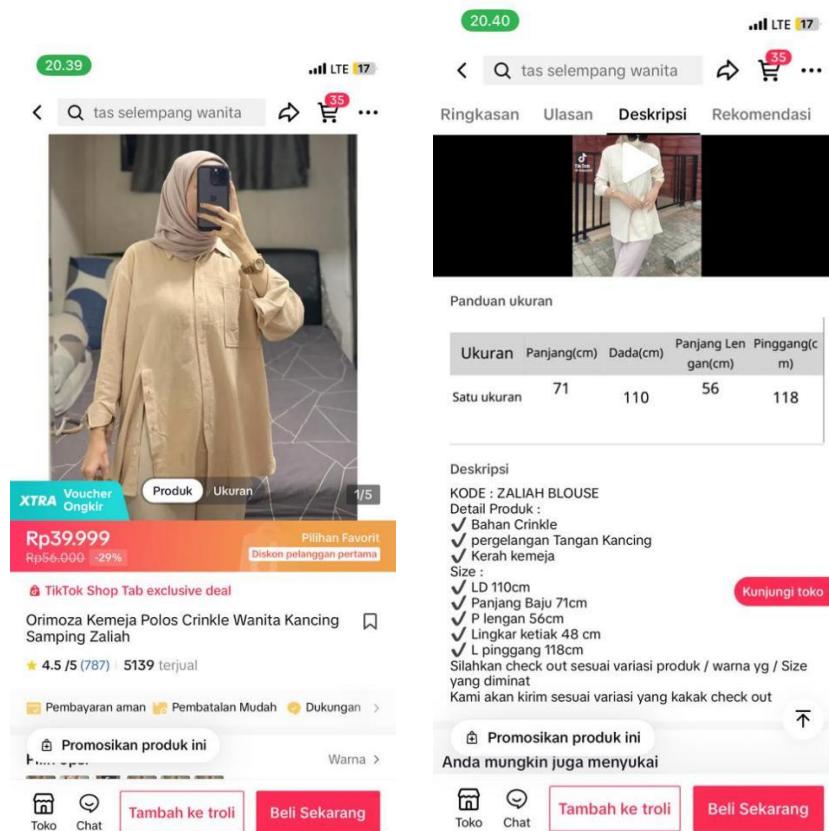 20.39
LTE 17
tas selempang wanita
35
XTRA Voucher
Ongkir
Produk Ukuran
1/5
Rp39.999
Pilihan Favorit
Rp56.000 -29%
Diskon pelanggan pertama
TikTok Shop Tab exclusive deal
Orimoza Kemeja Polos Crinkle Wanita Kancing
Samping Zaliah
4.5 /5 (787) 5139 terjual
Pembayaran aman Pembatalan Mudah Dukungan
Promosikan produk ini
Warna
Toko
Chat
Tambah ke troli
Beli Sekarang
20.40
LTE 17
tas selempang wanita
35
Ringkasan Ulasan Deskripsi Rekomendasi
TikTok
Panduan ukuran
Ukuran Panjang(cm) Dada(cm) Panjang Len
gan(cm) Pinggang(c
m)
Satu ukuran 71 110 56 118
Deskripsi
KODE : ZALIAH BLOUSE
Detail Produk :
✓ Bahan Crinkle
✓ pergelangan Tangan Kancing
✓ Kerah kemeja
Size :
✓ LD 110cm
✓ Panjang Baju 71cm
✓ P lengan 56cm
✓ Lingkar ketiak 48 cm
✓ L pinggang 118cm
Silahkan check out sesuai variasi produk / warna yg / Size
yang diminat
Kami akan kirim sesuai variasi yang kakak check out
Kunjungi toko
Promosikan produk ini
Anda mungkin juga menyukai
Toko
Chat
Tambah ke troli
Beli Sekarang